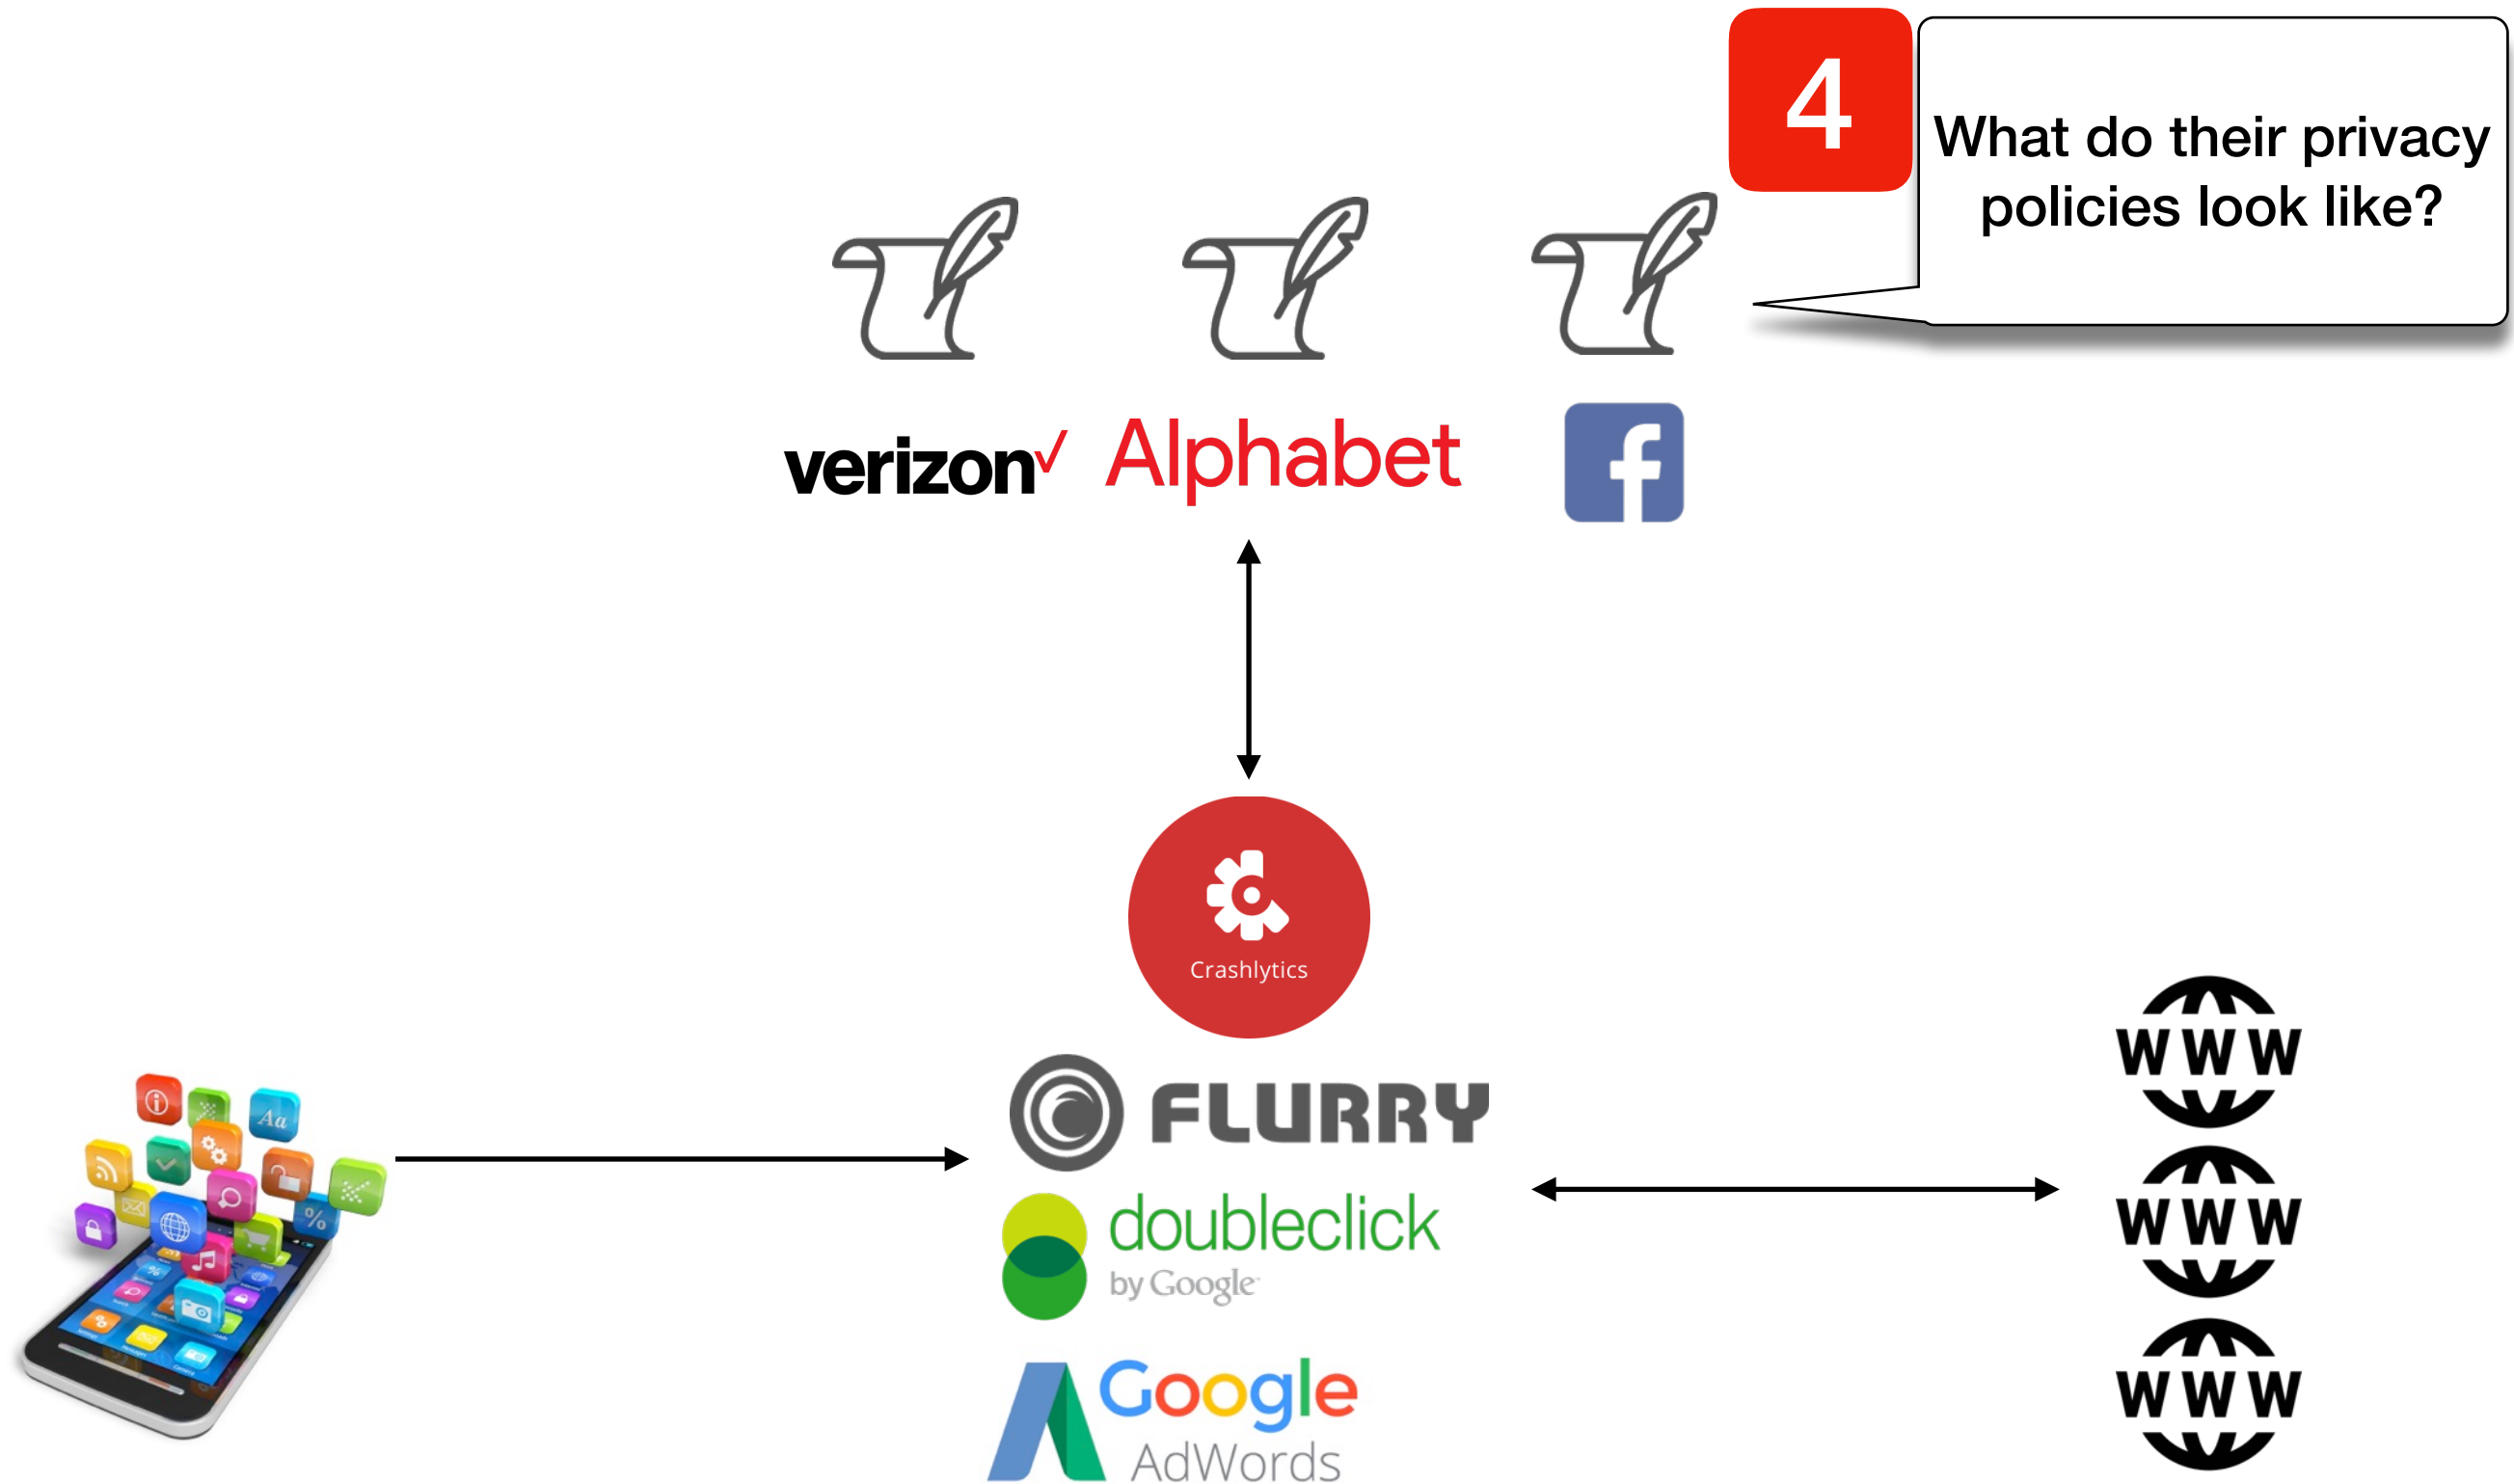 4
What do their privacy
policies look like?
verizon
Alphabet
f
Crashlytics
FLURRY
doubleclick
by Google
Google
AdWords
WWW
WWW
WWW
Aa
%
%